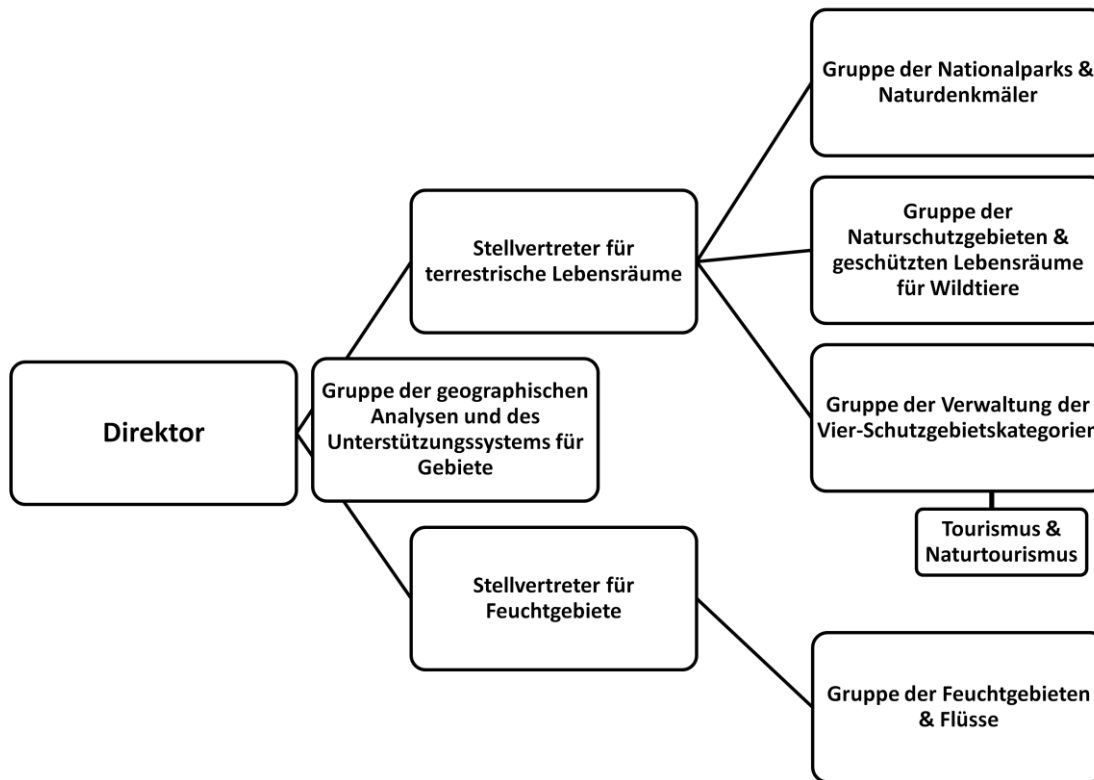 Gruppe der Nationalparks &
Naturdenkmäler
Gruppe der
Naturschutzgebieten &
geschützten Lebensräume
für Wildtiere
Stellvertreter für
terrestrische Lebensräume
Gruppe der geographischen
Analysen und des
Unterstützungssystems für
Gebiete
Direktor
Gruppe der Verwaltung der
Vier-Schutzgebietskategorien
Tourismus &
Naturtourismus
Stellvertreter für
Feuchtgebiete
Gruppe der Feuchtgebieten
& Flüsse